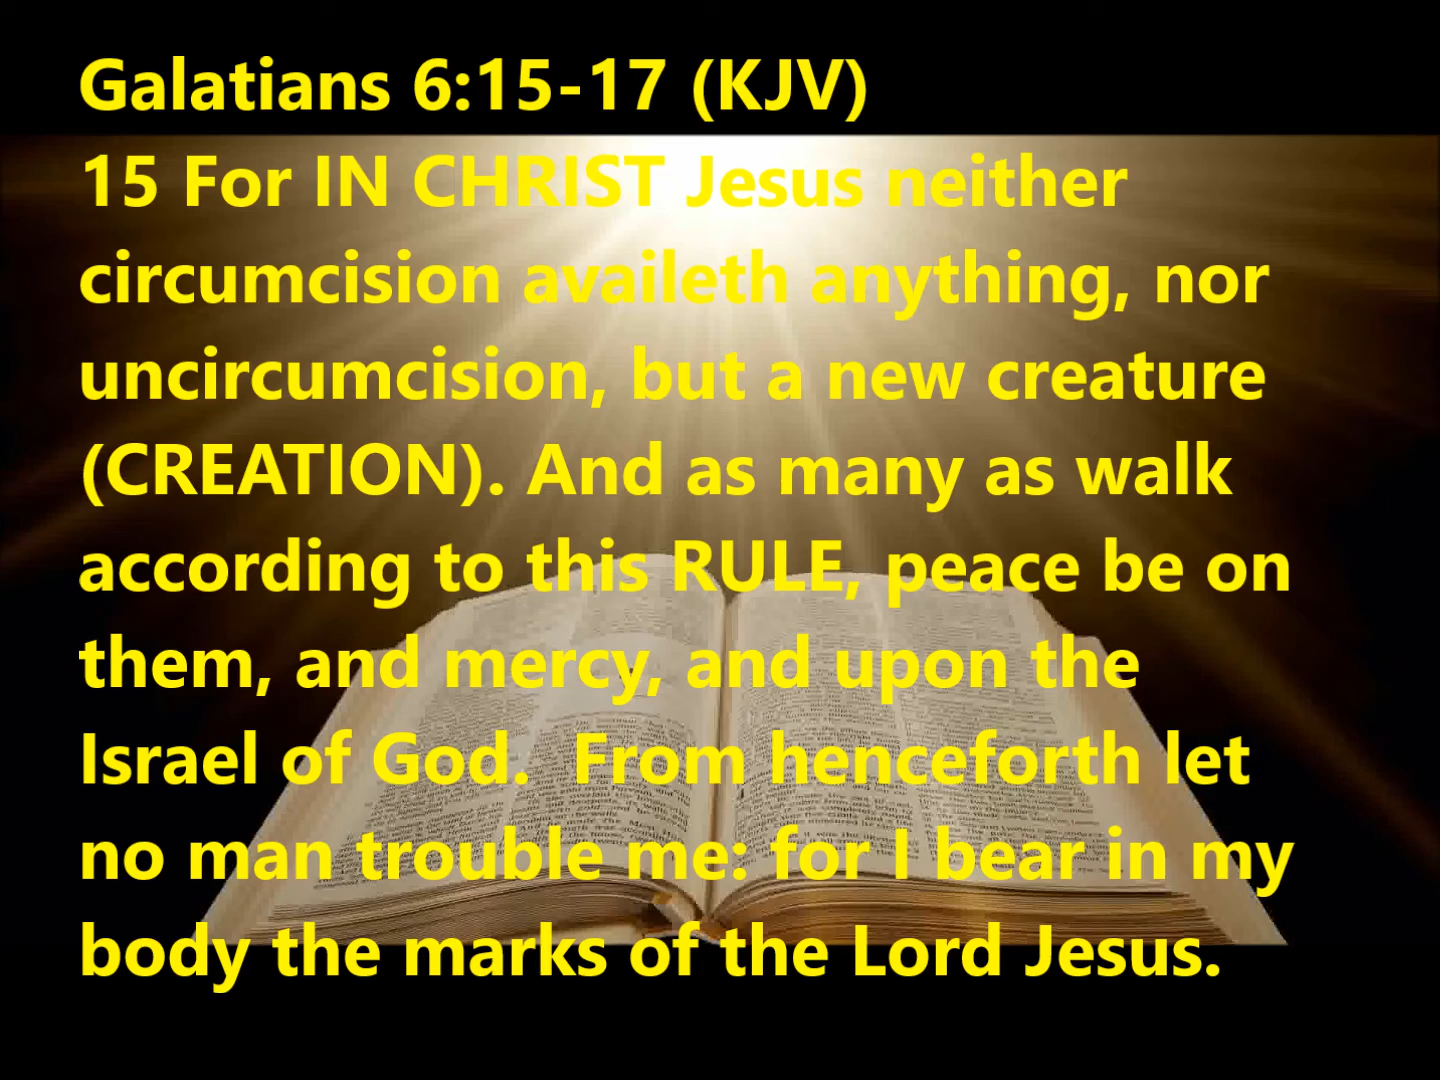 Galatians 6:15-17 (KJV)
15 For IN CHRIST Jesus neither
circumcision availeth anything, nor
uncircumcision, but a new creature
(CREATION). And as many as walk
according to this RULE, peace be on
them, and mercy, and upon the
Israel of God.  From henceforth let
no man trouble me: for I bear in my
body the marks of the Lord Jesus.